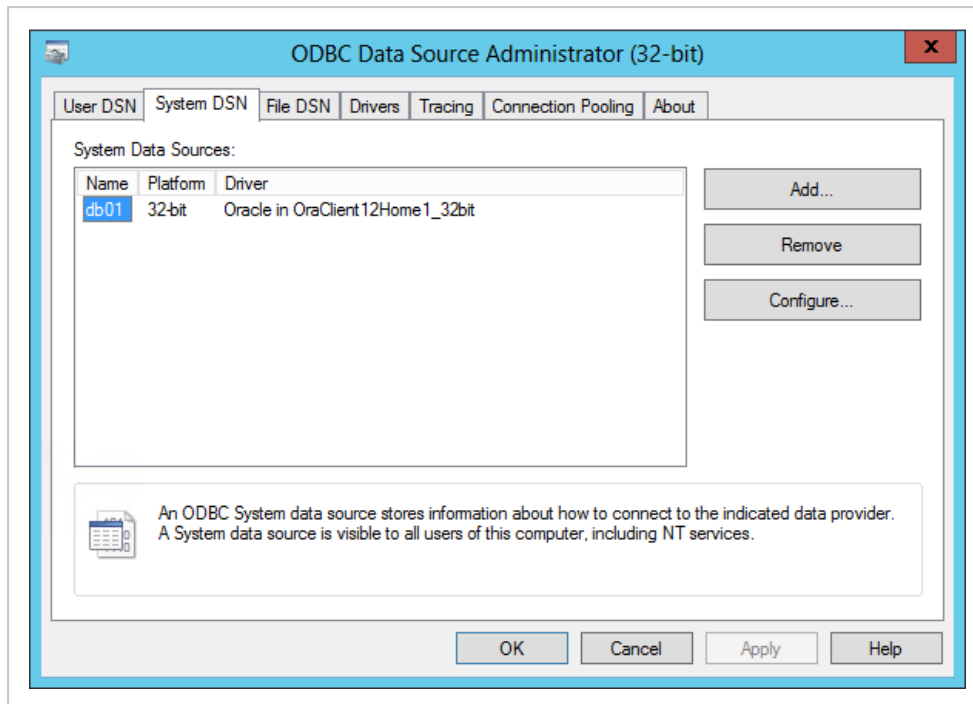 ODBC Data Source Administrator (32-bit)
x
User DSN System DSN File DSN Drivers Tracing Connection Pooling About
System Data Sources:
Name Platform Driver
db01 32-bit Oracle in OraClient12Home1_32bit
Add...
Remove
Configure...
An ODBC System data source stores information about how to connect to the indicated data provider.
A System data source is visible to all users of this computer, including NT services.
OK Cancel Apply Help